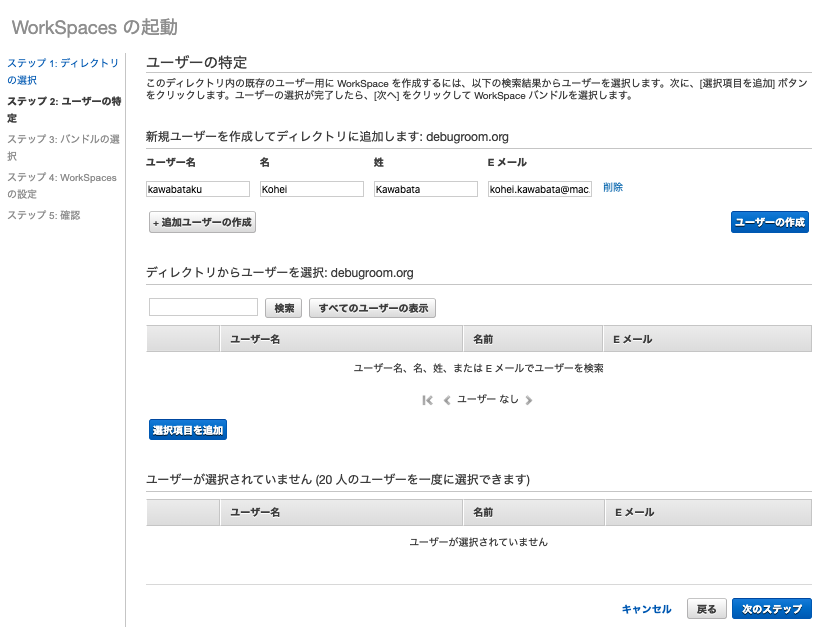 WorkSpaces の起動
ステップ 1: ディレクトリ
の選択
ステップ 2: ユーザーの特
定
ステップ 3: バンドルの選
択
ステップ 4: WorkSpaces
の設定
ステップ 5: 確認
ユーザーの特定
このディレクトリ内の既存のユーザー用に WorkSpace を作成するには、以下の検索結果からユーザーを選択します。次に、[選択項目を追加] ボタン
をクリックします。ユーザーの選択が完了したら、[次へ] をクリックして WorkSpace バンドルを選択します。
新規ユーザーを作成してディレクトリに追加します: debugroom.org
ユーザー名 名 姓 E メール
kawabataku Kohei Kawabata kohei.kawabata@mac. 削除
+ 追加ユーザーの作成 ユーザーの作成
ディレクトリからユーザーを選択: debugroom.org
検索 すべてのユーザーの表示
ユーザー名 名前 E メール
ユーザー名、名、姓、または E メールでユーザーを検索
ユーザー なし
選択項目を追加
ユーザーが選択されていません (20 人のユーザーを一度に選択できます)
ユーザー名 名前 E メール
ユーザーが選択されていません
キャンセル 戻る 次のステップ